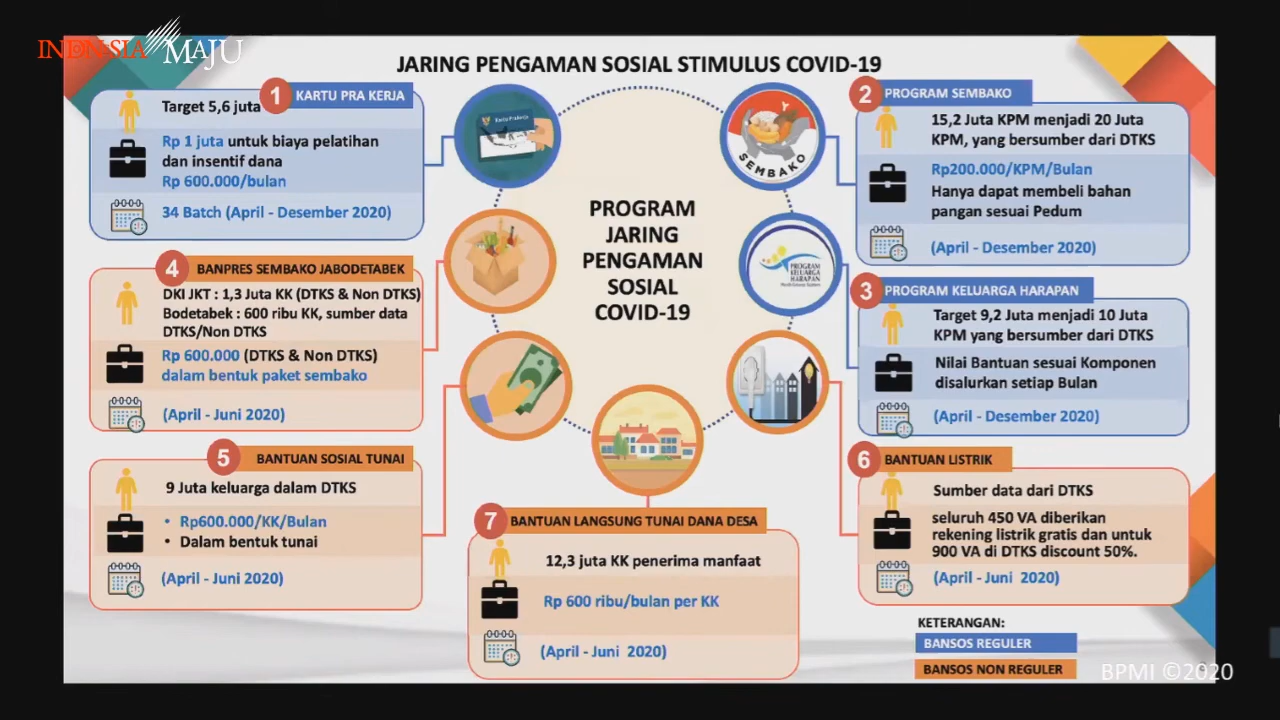 INDONESIA MAJU
JARING PENGAMAN SOSIAL STIMULUS COVID-19
1 KARTU PRA KERJA
Target 5,6 juta
Rp 1 juta untuk biaya pelatihan
dan insentif dana
Rp 600.000/bulan
34 Batch (April - Desember 2020)
2 PROGRAM SEMBAKO
15,2 Juta KPM menjadi 20 Juta
KPM, yang bersumber dari DTKS
Rp200.000/KPM/Bulan
Hanya dapat membeli bahan
pangan sesuai Pedum
(April - Desember 2020)
Kartu Prakerja
SEMBAKO
PROGRAM
JARING
PENGAMAN
SOSIAL
COVID-19
PROGRAM
KELUARGA
HARAPAN
3 PROGRAM KELUARGA HARAPAN
Target 9,2 Juta menjadi 10 Juta
KPM yang bersumber dari DTKS
Nilai Bantuan sesuai Komponen
disalurkan setiap Bulan
(April - Desember 2020)
4 BANPRES SEMBAKO JABODETABEK
DKI JKT : 1,3 Juta KK (DTKS & Non DTKS)
Bodetabek : 600 ribu KK, sumber data
DTKS/Non DTKS
Rp 600.000 (DTKS & Non DTKS)
dalam bentuk paket sembako
(April - Juni 2020)
5 BANTUAN SOSIAL TUNAI
9 Juta keluarga dalam DTKS
• Rp600.000/KK/Bulan
• Dalam bentuk tunai
(April - Juni 2020)
6 BANTUAN LISTRIK
Sumber data dari DTKS
seluruh 450 VA diberikan
rekening listrik gratis dan untuk
900 VA di DTKS discount 50%.
(April - Juni 2020)
7 BANTUAN LANGSUNG TUNAI DANA DESA
12,3 juta KK penerima manfaat
Rp 600 ribu/bulan per KK
(April - Juni 2020)
KETERANGAN:
BANSOS REGULER
BANSOS NON REGULER
BPMI ©2020